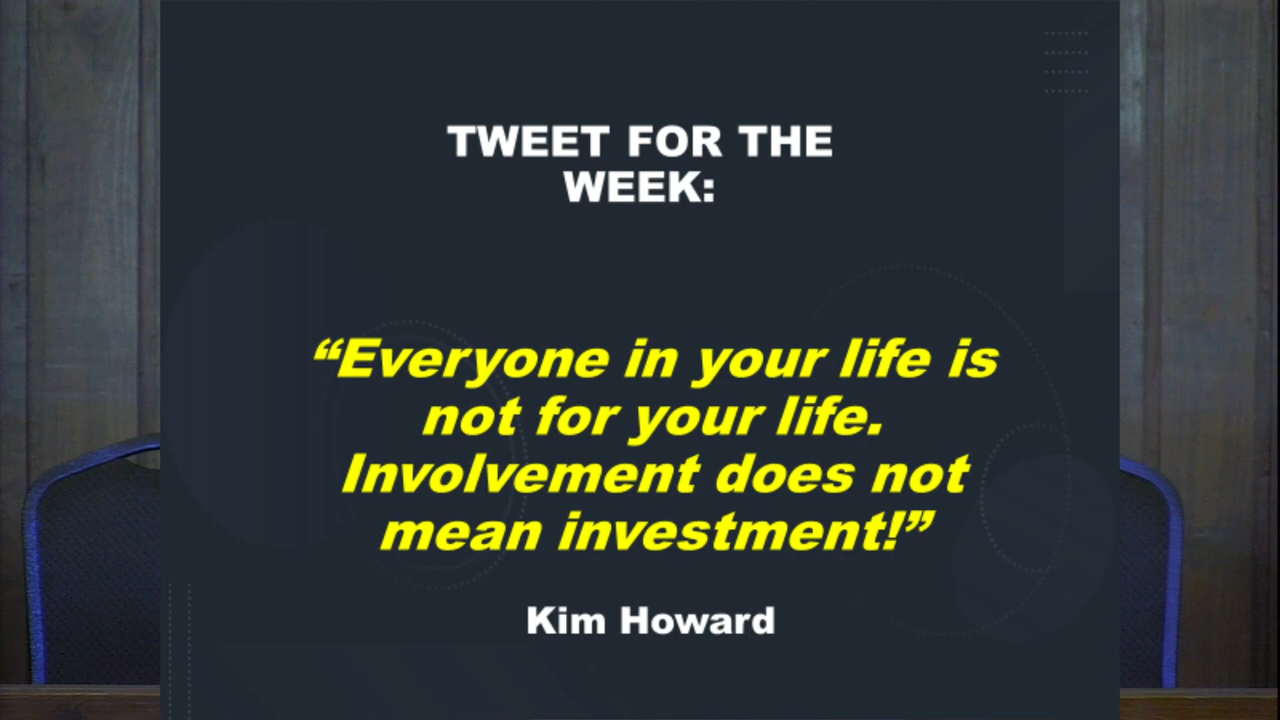 TWEET FOR THE
WEEK:
“Everyone in your life is
not for your life.
Involvement does not
mean investment!”
Kim Howard